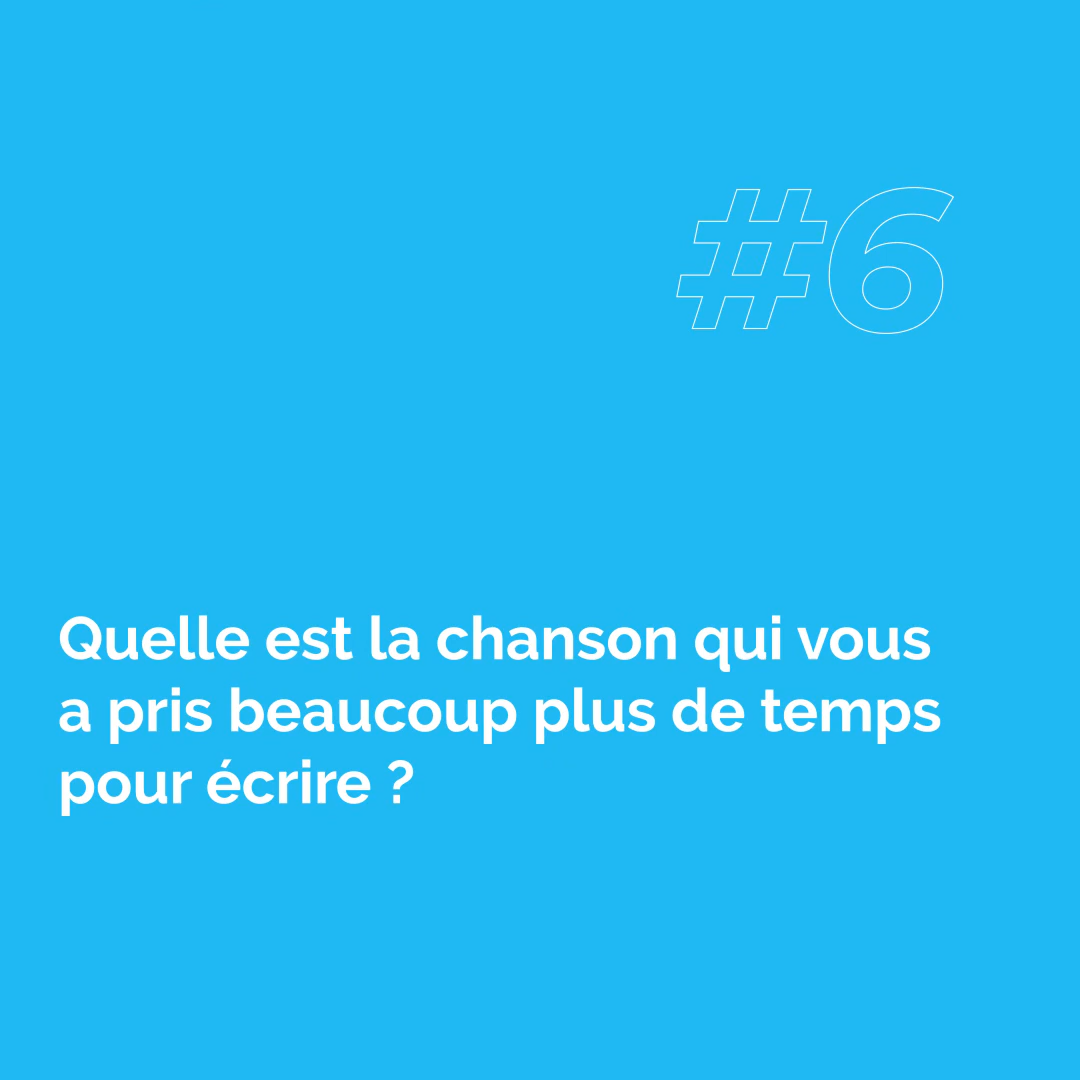 #6
Quelle est la chanson qui vous
a pris beaucoup plus de temps
pour écrire ?